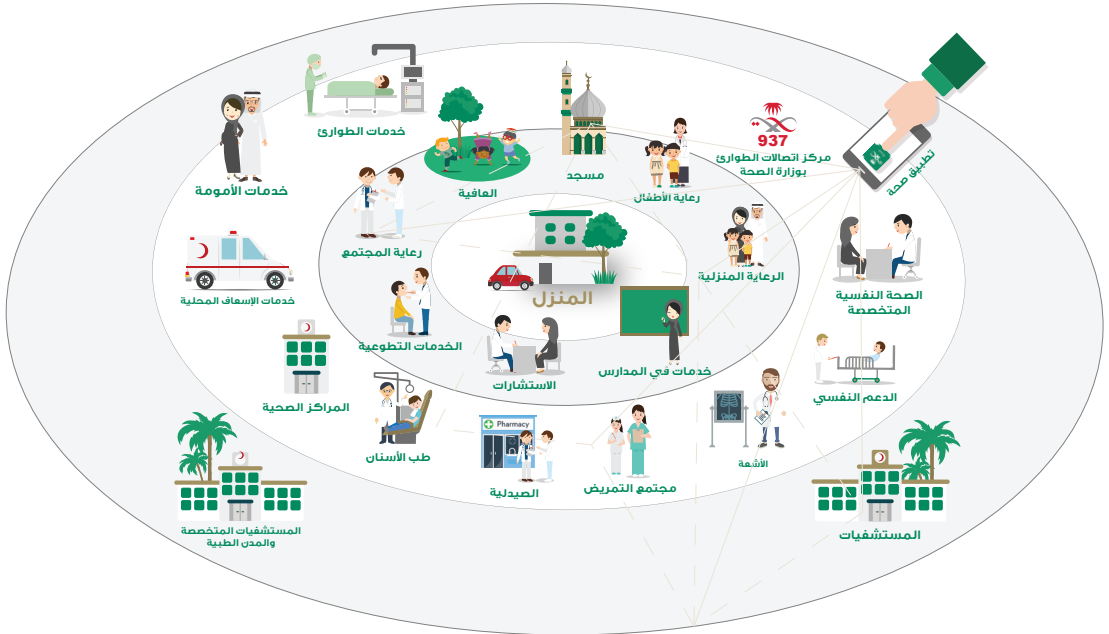 خدمات الطوارئ
خدمات الأمومة
العافية
مسجد
937
مركز اتصالات الطوارئ
بوزارة الصحة
تطبيق صحة
رعاية الأطفال
رعاية المجتمع
الرعاية المنزلية
المنزل
خدمات الإسعاف المحلية
الصحة النفسية
المتخصصة
الخدمات التطوعية
الاستشارات
خدمات في المدارس
المراكز الصحية
الدعم النفسي
طب الأسنان
Pharmacy
الصيدلية
مجتمع التمريض
الأشعة
المستشفيات المتخصصة
والمدن الطبية
المستشفيات